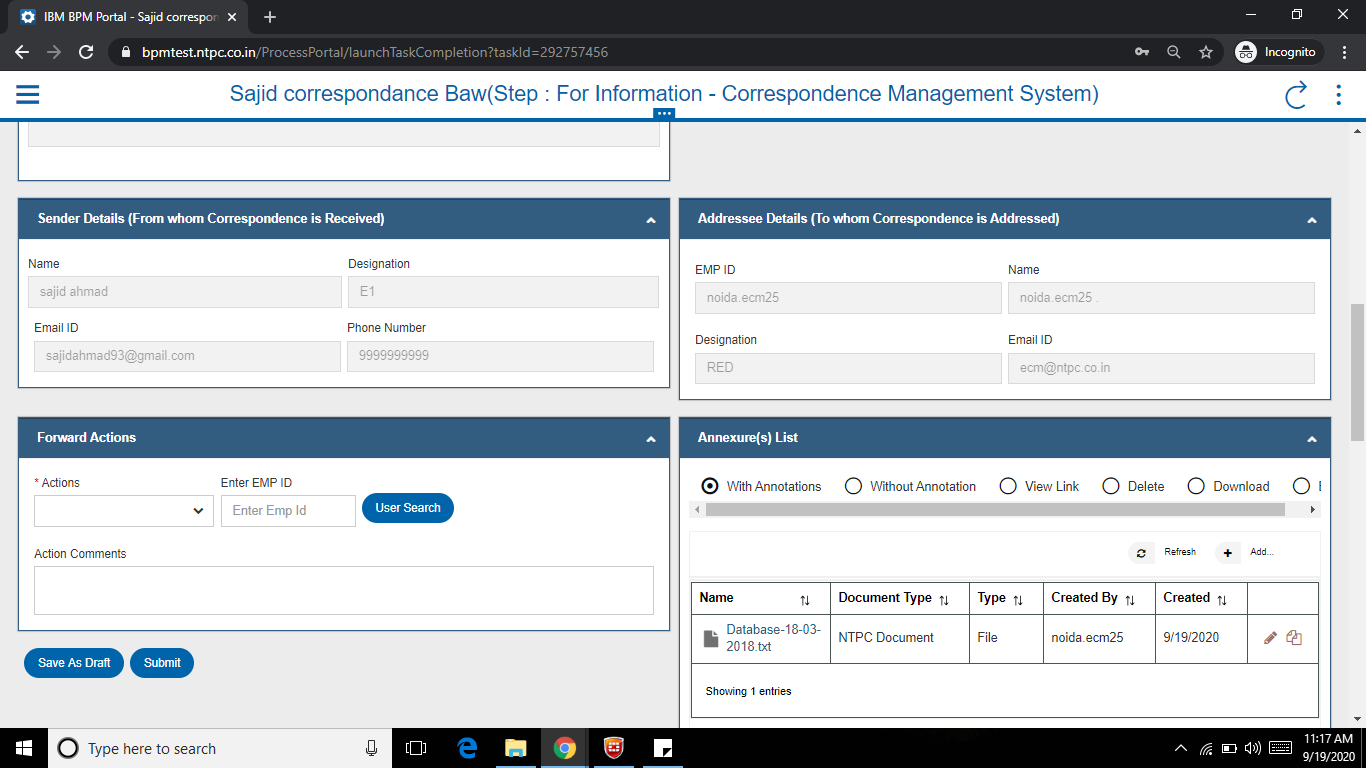 IBM BPM Portal - Sajid correspon
bpmtest.ntpc.co.in/ProcessPortal/launchTaskCompletion?taskId=292757456
Incognito
Sajid correspondance Baw(Step : For Information - Correspondence Management System)
Sender Details (From whom Correspondence is Received)
Name
Designation
sajid ahmad
E1
Email ID
Phone Number
sajidahmad93@gmail.com
9999999999
Addressee Details (To whom Correspondence is Addressed)
EMP ID
Name
noida.ecm25
noida.ecm25 .
Designation
Email ID
RED
ecm@ntpc.co.in
Forward Actions
* Actions
Enter EMP ID
Enter Emp Id
User Search
Action Comments
Save As Draft
Submit
Annexure(s) List
With Annotations
Without Annotation
View Link
Delete
Download
Refresh
Add...
Name
Document Type
Type
Created By
Created
Database-18-03-
2018.txt
NTPC Document
File
noida.ecm25
9/19/2020
Showing 1 entries
Type here to search
11:17 AM
9/19/2020